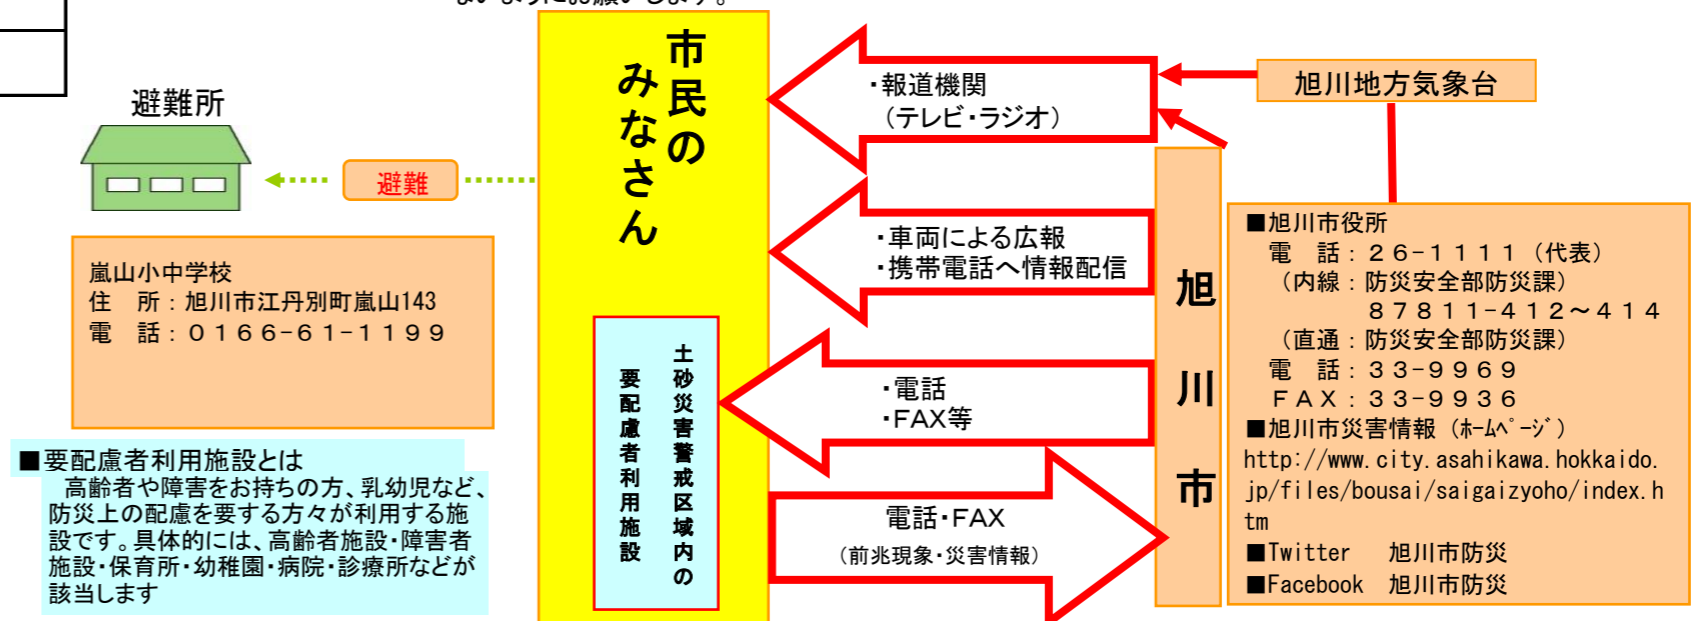 ないようにお願いします。
避難所
避難
嵐山小中学校
住　所：旭川市江丹別町嵐山143
電　話：０１６６-６１-１１９９
■要配慮者利用施設とは
高齢者や障害をお持ちの方、乳幼児など、
防災上の配慮を要する方々が利用する施
設です。具体的には、高齢者施設・障害者
施設・保育所・幼稚園・病院・診療所などが
該当します
市民の
みなさん
土砂災害警戒区域内の
要配慮者利用施設
・報道機関
（テレビ・ラジオ）
・車両による広報
・携帯電話へ情報配信
・電話
・FAX等
電話・FAX
（前兆現象・災害情報）
旭川市
旭川地方気象台
■旭川市役所
電　話：２６-１１１１（代表）
（内線：防災安全部防災課）
８７８１１-４１２～４１４
（直通：防災安全部防災課）
電　話：３３-９９６９
ＦＡＸ：３３-９９３６
■旭川市災害情報（ﾎｰﾑﾍﾟｰｼﾞ）
http://www.city.asahikawa.hokkaido.
jp/files/bousai/saigaizyoho/index.h
tm
■Twitter　旭川市防災
■Facebook　旭川市防災